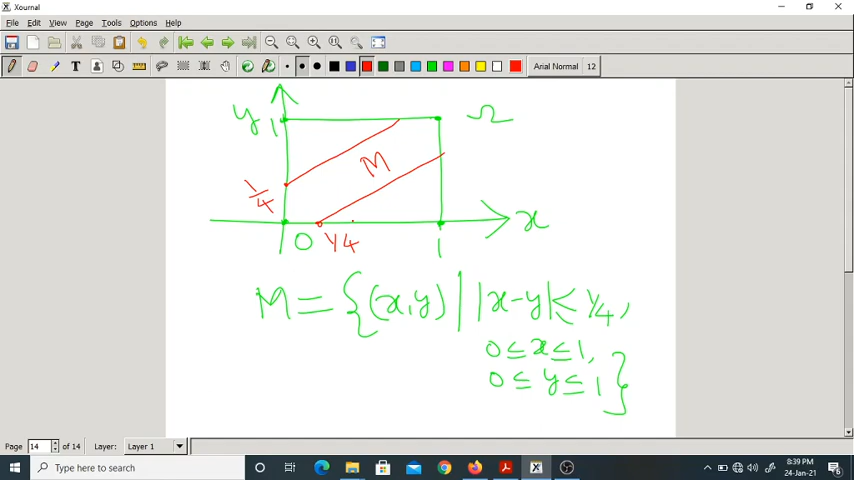 Xournal
File Edit View Page Tools Options Help
Arial Normal 12
y 1 Ω
M
1/4
0 1/4 1 x
M = {(x,y) | |x-y| ≤ 1/4,
0 ≤ x ≤ 1,
0 ≤ y ≤ 1}
Page 14 of 14 Layer: Layer 1
Type here to search
8:39 PM
24-Jan-21
6